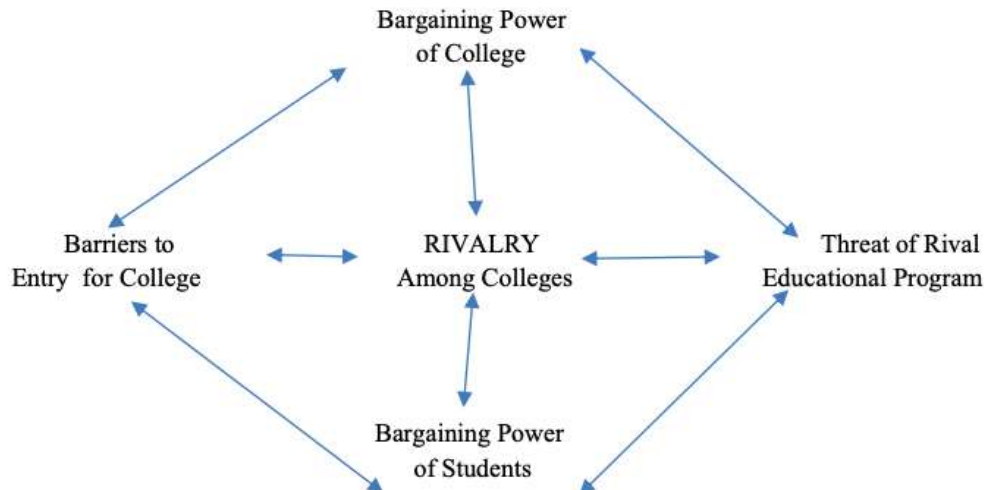 Bargaining Power
of College
Barriers to
Entry for College
RIVALRY
Among Colleges
Threat of Rival
Educational Program
Bargaining Power
of Students